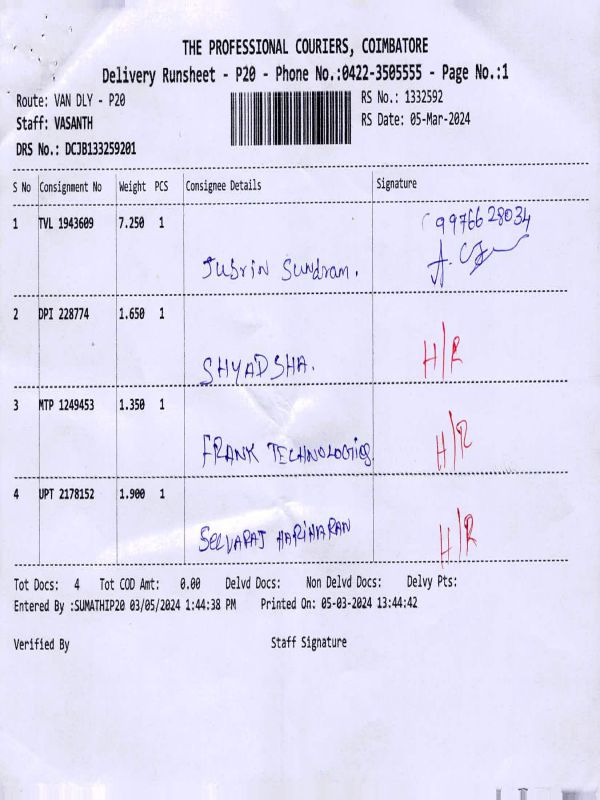 THE PROFESSIONAL COURIERS, COIMBATORE
Delivery Runsheet - P20 - Phone No.:0422-3505555 - Page No.:1
Route: VAN DLY - P20 RS No.: 1332592
Staff: VASANTH RS Date: 05-Mar-2024
DRS No.: DCJB133259201
S No Consignment No Weight PCS Consignee Details Signature
1 TVL 1943609 7.250 1 9976628034
Jubrin Sundram.
2 DPI 228774 1.650 1
SHYADSHA. H/R
3 MTP 1249453 1.350 1
FRANK TECHNOLOGIES H/R
4 UPT 2178152 1.900 1
SELVARAJ HARIHARAN H/R
Tot Docs: 4 Tot COD Amt: 0.00 Delvd Docs: Non Delvd Docs: Delvy Pts:
Entered By :SUMATHIP20 03/05/2024 1:44:38 PM Printed On: 05-03-2024 13:44:42
Verified By Staff Signature